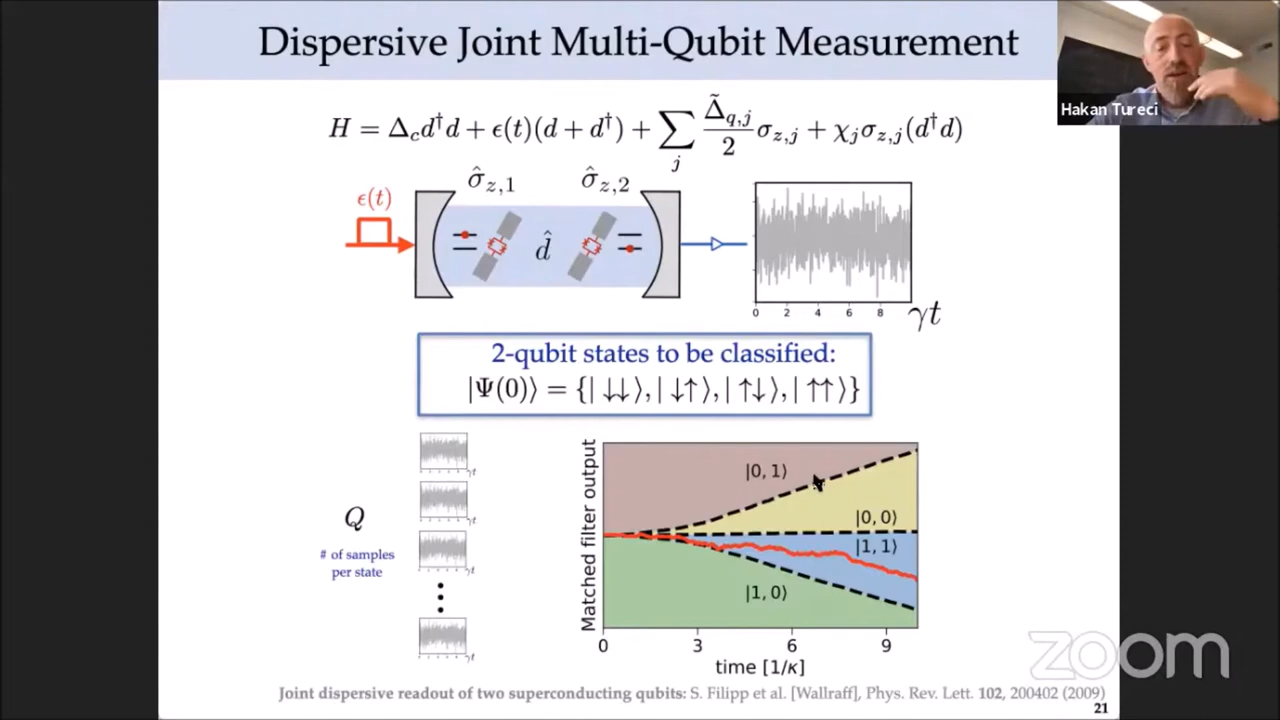 Dispersive Joint Multi-Qubit Measurement
Hakan Tureci
H = Δ_c d†d + ϵ(t)(d + d†) + ∑_j Δ̃_{q,j}/2 σ_{z,j} + χ_j σ_{z,j}(d†d)
σ̂_{z,1} σ̂_{z,2}
ϵ(t)
d̂
0 2 4 6 8
γt
2-qubit states to be classified:
|Ψ(0)⟩ = {| ↓↓ ⟩, | ↓↑ ⟩, | ↑↓ ⟩, | ↑↑ ⟩}
Q
# of samples
per state
Matched filter output
|0, 1⟩
|0, 0⟩
|1, 1⟩
|1, 0⟩
0 3 6 9
time [1/κ]
zoom
Joint dispersive readout of two superconducting qubits: S. Filipp et al. [Wallraff], Phys. Rev. Lett. 102, 200402 (2009)
21